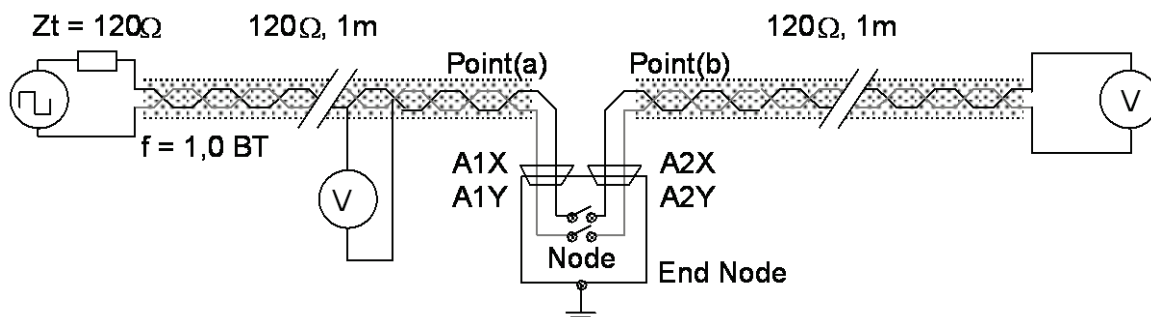 Zt = 120Ω
120Ω, 1m
120Ω, 1m
Point(a)
Point(b)
V
f = 1,0 BT
A1X
A2X
A1Y
A2Y
V
Node
End Node